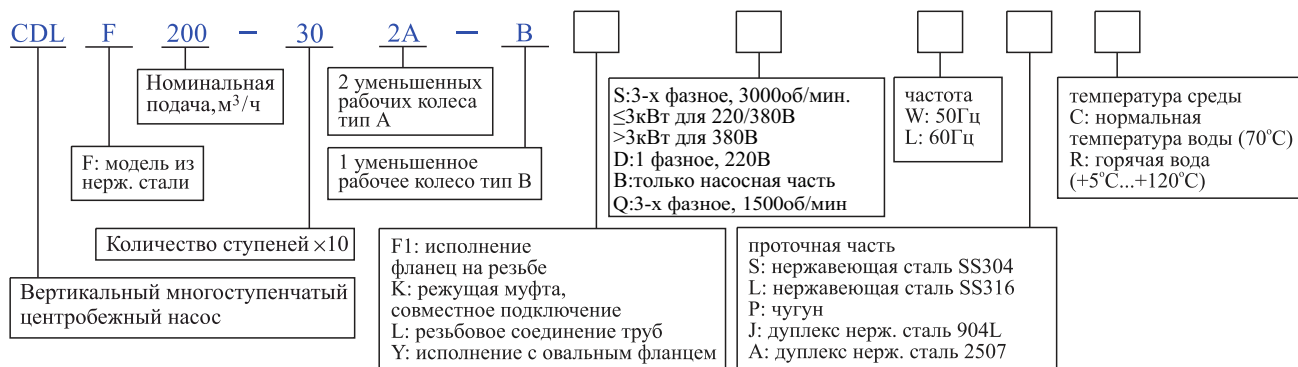 CDL F 200 – 30 2A – B
Номинальная
подача, м³/ч
2 уменьшенных
рабочих колеса
тип А
S:3-х фазное, 3000об/мин.
≤3кВт для 220/380В
>3кВт для 380В
D:1 фазное, 220В
B:только насосная часть
Q:3-х фазное, 1500об/мин
частота
W: 50Гц
L: 60Гц
температура среды
C: нормальная
температура воды (70°C)
R: горячая вода
(+5°C...+120°C)
F: модель из
нерж. стали
1 уменьшенное
рабочее колесо тип В
Количество ступеней ×10
F1: исполнение
фланец на резьбе
K: режущая муфта,
совместное подключение
L: резьбовое соединение труб
Y: исполнение с овальным фланцем
проточная часть
S: нержавеющая сталь SS304
L: нержавеющая сталь SS316
P: чугун
J: дуплекс нерж. сталь 904L
A: дуплекс нерж. сталь 2507
Вертикальный многоступенчатый
центробежный насос